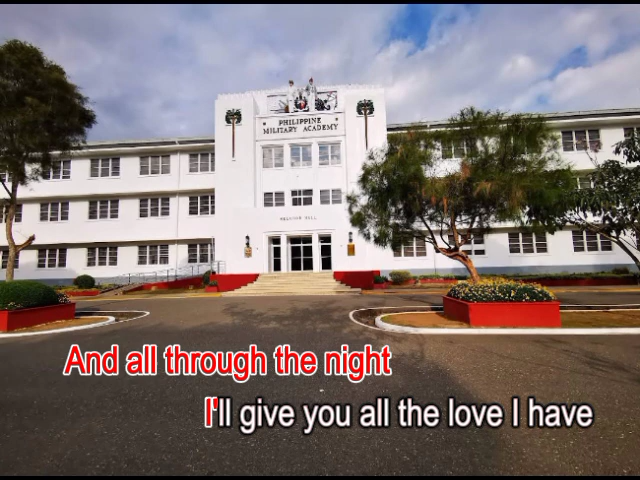 PHILIPPINE
MILITARY ACADEMY
And all through the night
I'll give you all the love I have